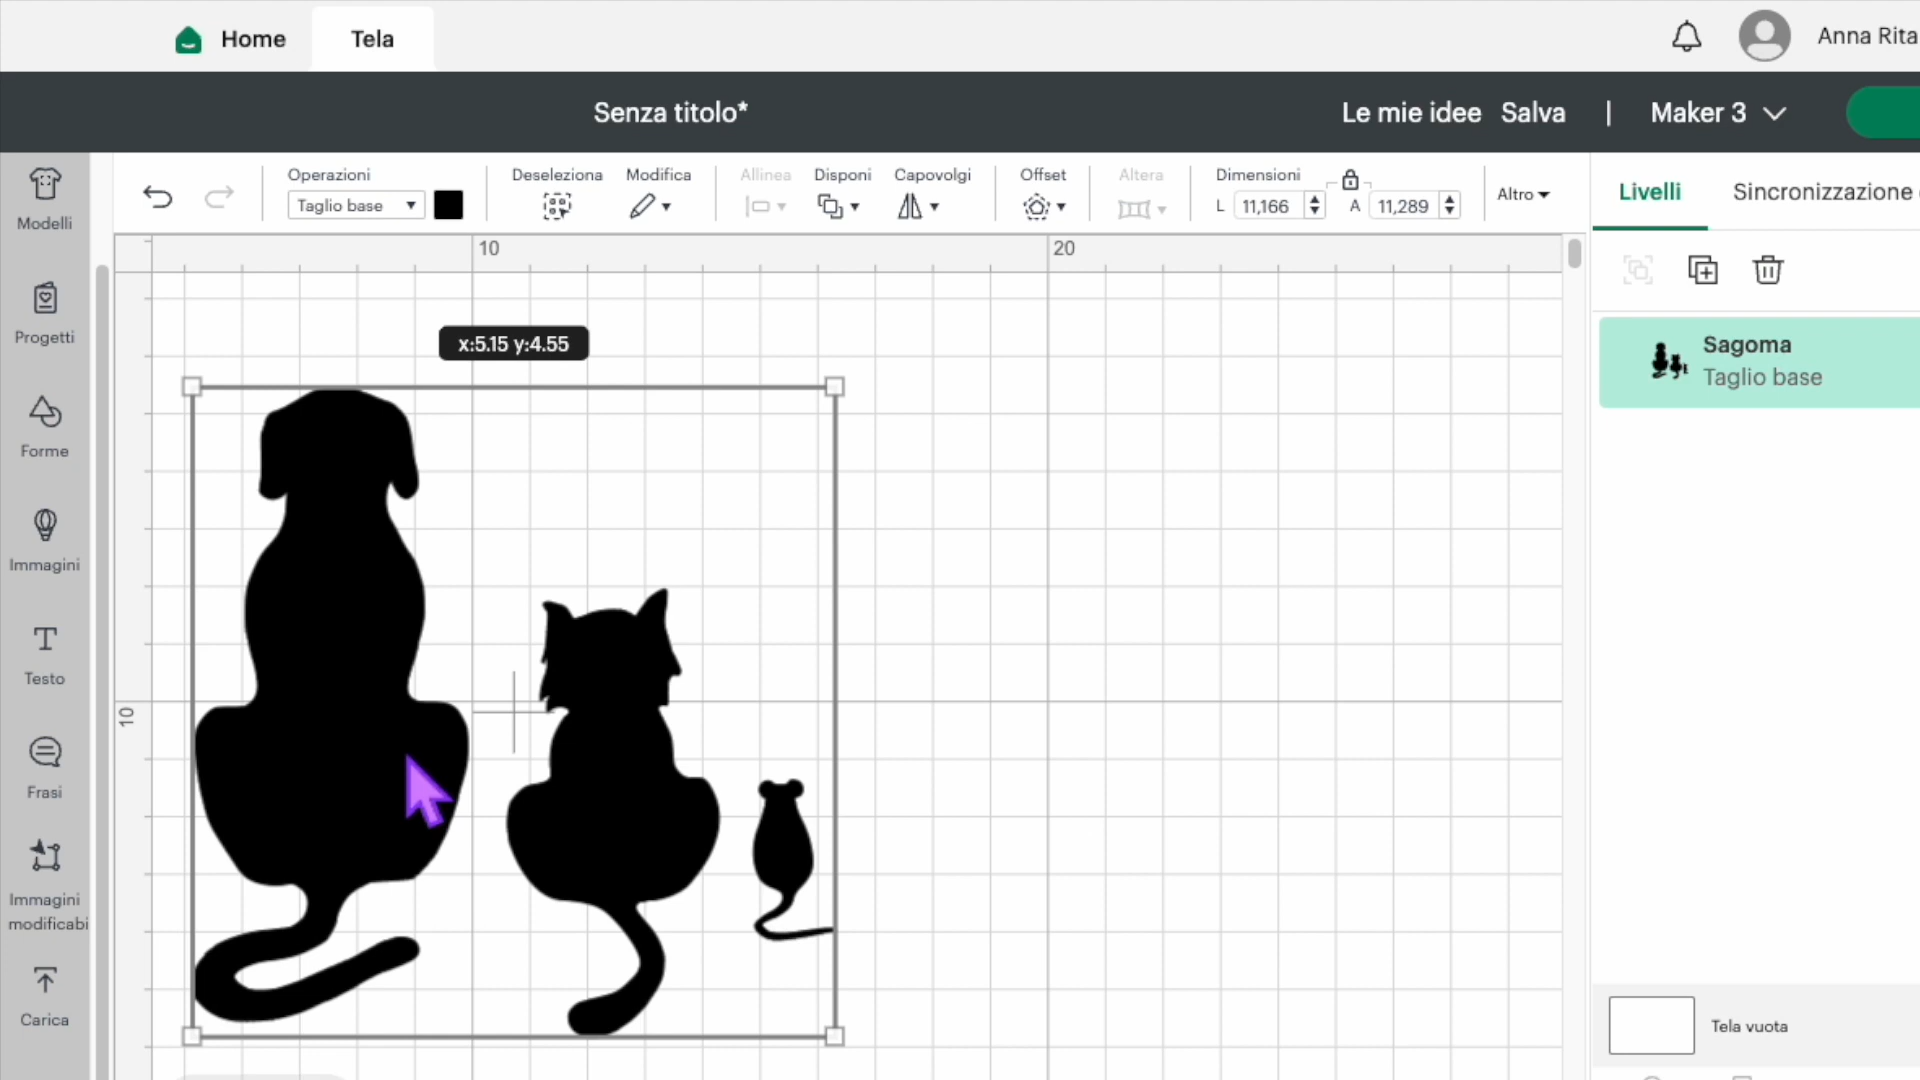 Home
Tela
Anna Rita
Senza titolo*
Le mie idee
Salva
|
Maker 3
Operazioni
Taglio base
Deseleziona
Modifica
Allinea
Disponi
Capovolgi
Offset
Altera
Dimensioni
L 11,166
A 11,289
Altro
Livelli
Sincronizzazione
Modelli
Progetti
Forme
Immagini
Testo
Frasi
Immagini
modificabi
Carica
10
20
10
x:5.15 y:4.55
Sagoma
Taglio base
Tela vuota